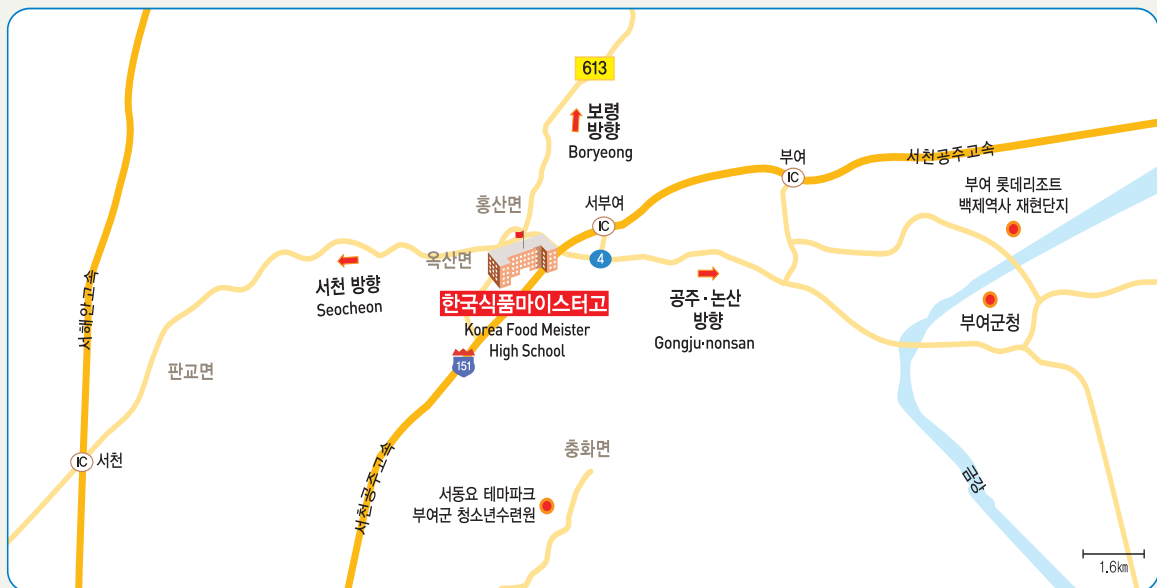 613
보령
방향
Boryeong
부여
IC
서천공주고속
부여 롯데리조트
백제역사 재현단지
홍산면
서부여
IC
옥산면
4
서천 방향
Seocheon
한국식품마이스터고
Korea Food Meister
High School
공주·논산
방향
Gongju·nonsan
부여군청
서해안고속
151
판교면
IC 서천
충화면
서천공주고속
서동요 테마파크
부여군 청소년수련원
금강
1.6km